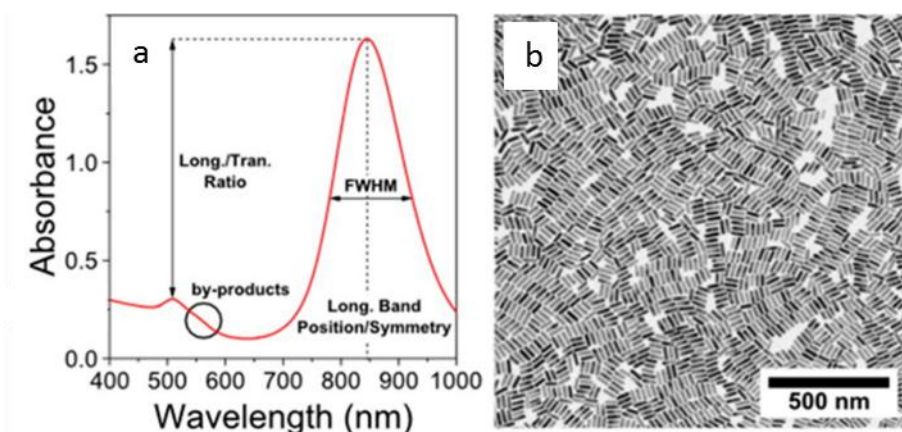 a
1.5
1.0
0.5
0.0
Absorbance
Long./Tran.
Ratio
FWHM
by-products
Long. Band
Position/Symmetry
400 500 600 700 800 900 1000
Wavelength (nm)
b
500 nm